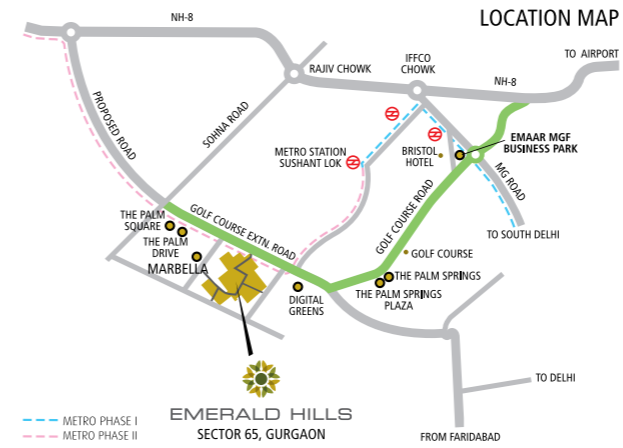 LOCATION MAP
NH-8
TO AIRPORT
IFFCO
CHOWK
RAJIV CHOWK
NH-8
PROPOSED ROAD
SOHNA ROAD
EMAAR MGF
BUSINESS PARK
METRO STATION
SUSHANT LOK
BRISTOL
HOTEL
MG ROAD
GOLF COURSE ROAD
GOLF COURSE EXTN. ROAD
THE PALM
SQUARE
TO SOUTH DELHI
THE PALM
DRIVE
GOLF COURSE
MARBELLA
THE PALM SPRINGS
THE PALM SPRINGS
PLAZA
DIGITAL
GREENS
TO DELHI
EMERALD HILLS
SECTOR 65, GURGAON
METRO PHASE I
METRO PHASE II
FROM FARIDABAD